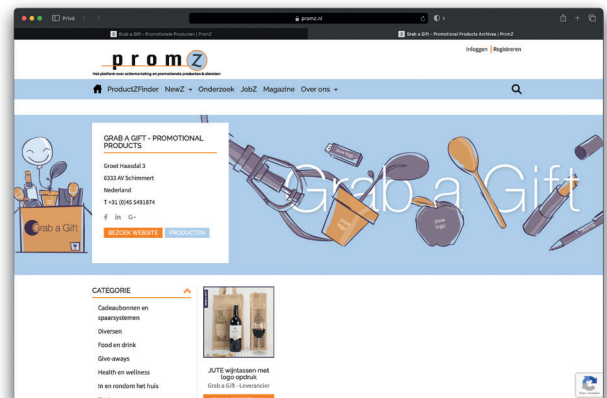 Privé
promz.nl
Grab a Gift - Promotionele Producten | PromZ
Grab a Gift - Promotional Products Archives | PromZ
Inloggen | Registreren
promZ
Het platform over actiemarketing en promotionele producten & diensten
ProductZFinder NewZ Onderzoek JobZ Magazine Over ons
GRAB A GIFT - PROMOTIONAL
PRODUCTS
Groot Haasdal 3
6333 AV Schimmert
Nederland
T +31 (0)45 5491874
f in G+
BEZOEK WEBSITE PRODUCTEN
Grab a Gift
Grab a Gift
your
logo
CATEGORIE
Cadeaubonnen en
spaarsystemen
Diversen
Food en drink
Give-aways
Health en wellness
In en rondom het huis
JUTE wijntassen met
logo opdruk
Grab a Gift - Leverancier